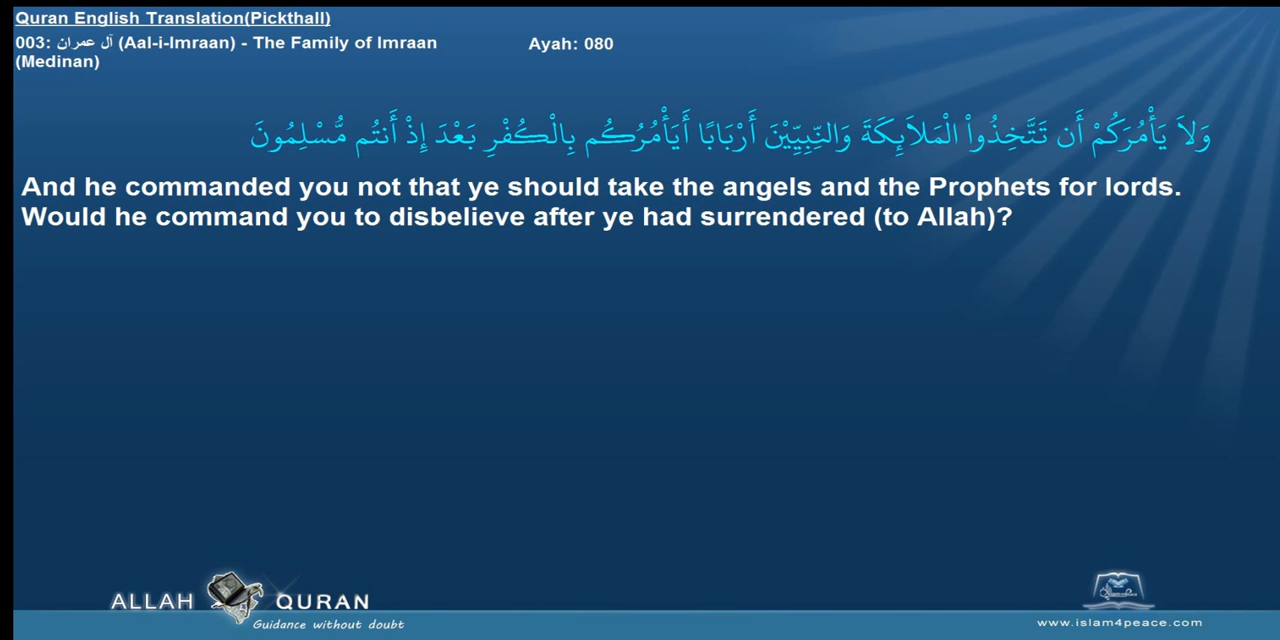 Quran English Translation(Pickthall)
003: آل عمران (Aal-i-Imraan) - The Family of Imraan
(Medinan)
Ayah: 080
وَلاَ يَأْمُرَكُمْ أَن تَتَّخِذُواْ الْمَلاَئِكَةَ وَالنِّبِيِّيْنَ أَرْبَابًا أَيَأْمُرُكُم بِالْكُفْرِ بَعْدَ إِذْ أَنتُم مُّسْلِمُونَ
And he commanded you not that ye should take the angels and the Prophets for lords.
Would he command you to disbelieve after ye had surrendered (to Allah)?
ALLAH QURAN
Guidance without doubt
www.islam4peace.com